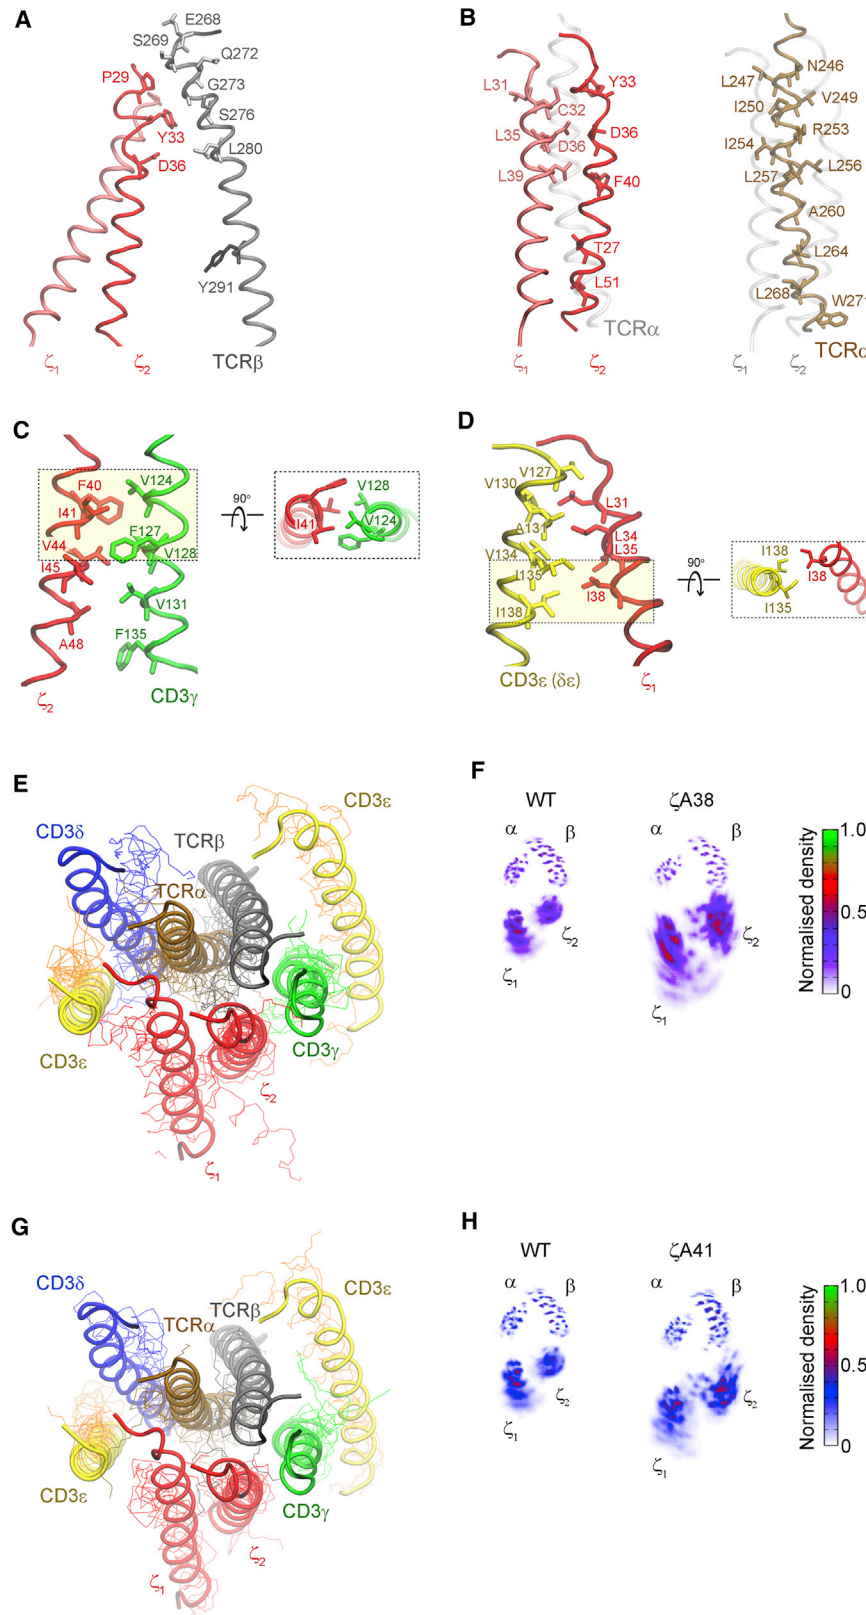 A
E268
S269
Q272
P29
G273
S276
Y33
L280
D36
Y291
ζ1
ζ2
TCRβ
B
L31
Y33
C32
L35
D36
D36
L39
F40
T27
L51
TCRα
ζ1
ζ2
N246
L247
V249
I250
R253
I254
L256
L257
A260
L264
L268
W271
TCRα
ζ1
ζ2
C
F40
V124
I41
F127
V44
V128
I45
V131
A48
F135
CD3γ
ζ2
90°
V128
I41
V124
D
V127
V130
L31
A131
L34
V134
L35
I135
I38
I138
CD3ε (δε)
ζ1
90°
I138
I38
I135
E
CD3ε
CD3δ
TCRβ
TCRα
CD3ε
CD3γ
ζ2
ζ1
F
WT
ζA38
α
β
α
β
ζ2
ζ1
ζ2
ζ1
1.0
0.5
0
Normalised density
G
CD3δ
CD3ε
TCRβ
TCRα
CD3ε
CD3γ
ζ2
ζ1
H
WT
ζA41
α
β
α
β
ζ2
ζ1
ζ2
ζ1
1.0
0.5
0
Normalised density